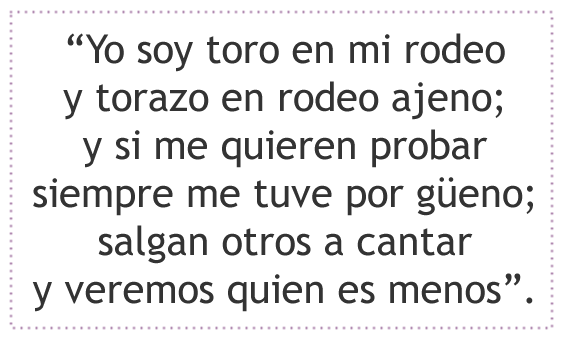 “Yo soy toro en mi rodeo
y torazo en rodeo ajeno;
y si me quieren probar
siempre me tuve por güeno;
salgan otros a cantar
y veremos quien es menos”.